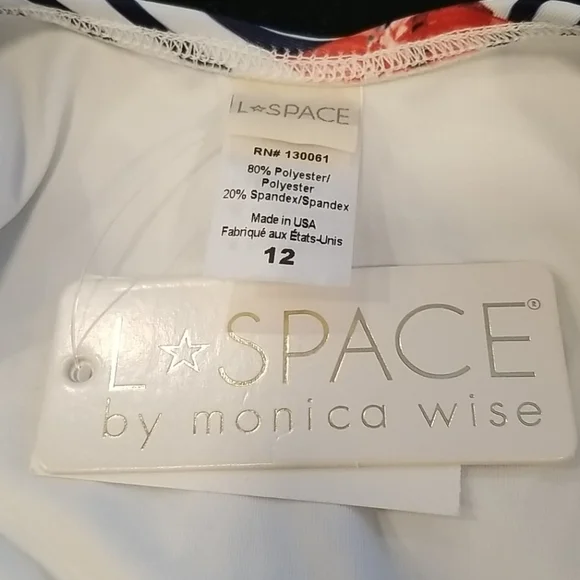 L☆SPACE
RN# 130061
80% Polyester/
Polyester
20% Spandex/Spandex
Made in USA
Fabriqué aux États-Unis
12
L☆SPACE®
by monica wise